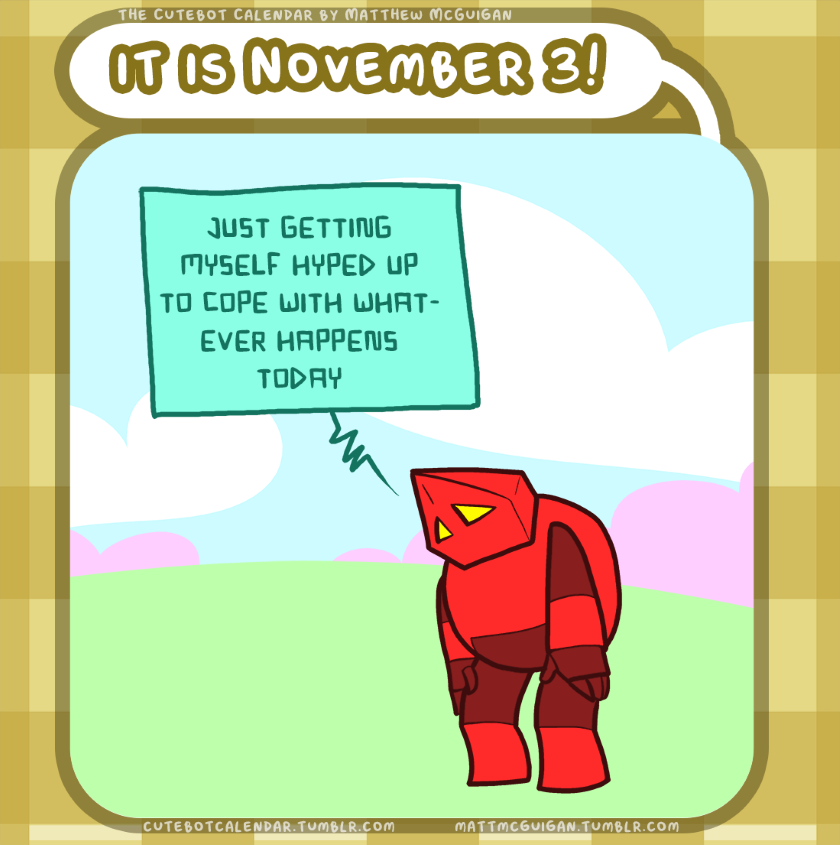 THE CUTEBOT CALENDAR BY MATTHEW MCGUIGAN
IT IS NOVEMBER 3!
JUST GETTING
MYSELF HYPED UP
TO COPE WITH WHAT-
EVER HAPPENS
TODAY
CUTEBOTCALENDAR.TUMBLR.COM
MATTMCGUIGAN.TUMBLR.COM